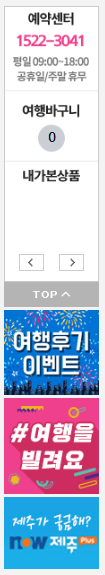 예약센터
1522-3041
평일 09:00~18:00
공휴일/주말 휴무
여행바구니
0
내가본상품
< >
TOP ^
여행후기
이벤트
#여행을
빌려요
제주가 궁금해?
now 제주 Plus